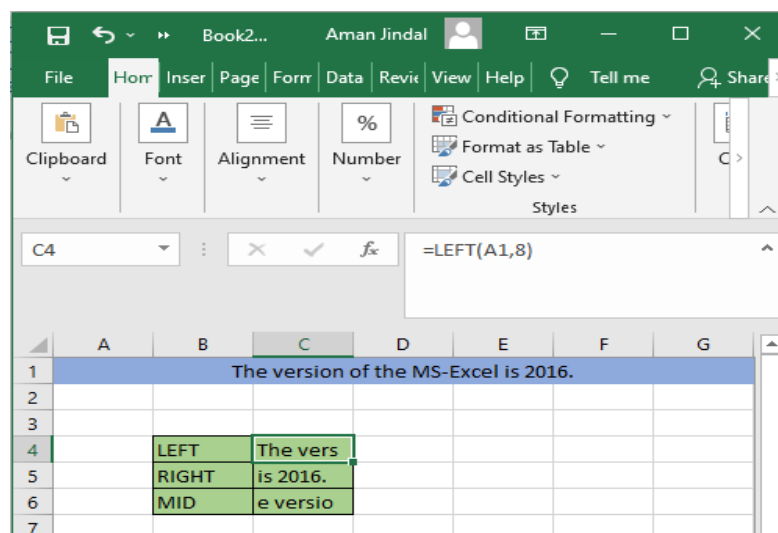 Book2... Aman Jindal
File Hom Inser Page Form Data Revie View Help Tell me Share
Clipboard Font Alignment % Number
Conditional Formatting
Format as Table
Cell Styles
Styles
C4 fx =LEFT(A1,8)
A B C D E F G
1 The version of the MS-Excel is 2016.
2
3
4 LEFT The vers
5 RIGHT is 2016.
6 MID e versio
7